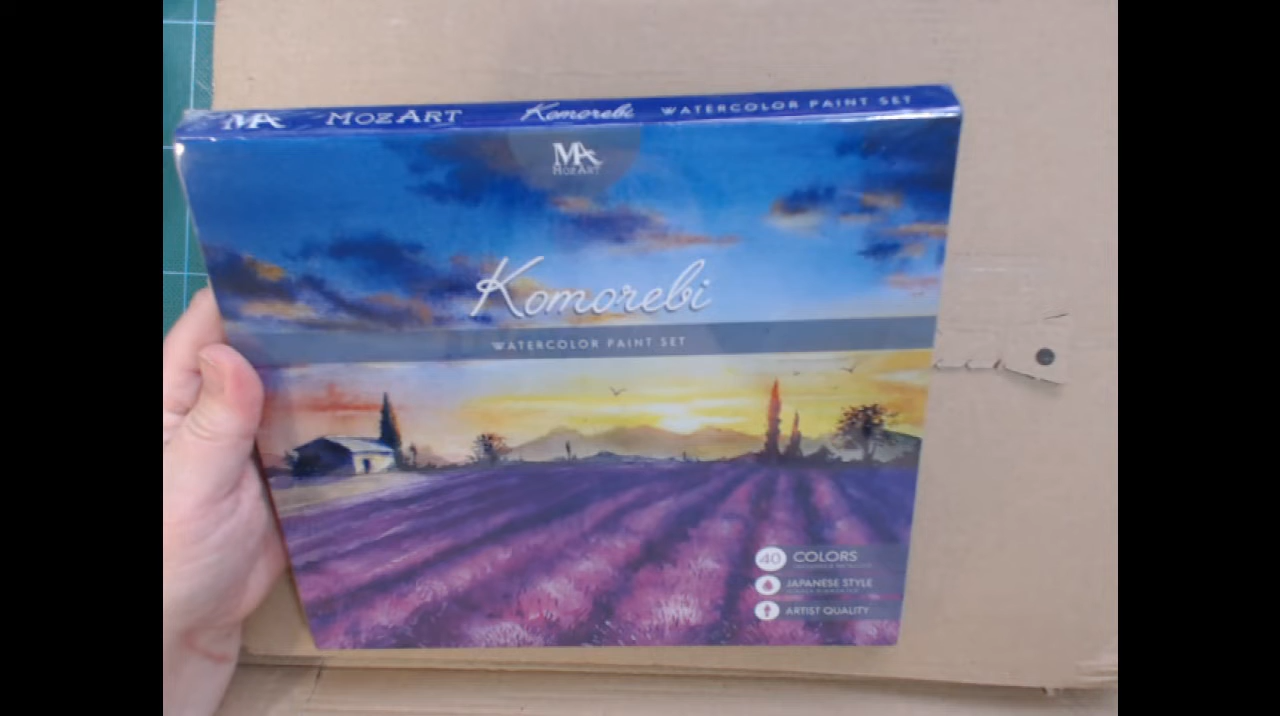 MA MOZART Komorebi WATERCOLOR PAINT SET
MA
MOZART
Komorebi
WATERCOLOR PAINT SET
40 COLORS
JAPANESE STYLE
ARTIST QUALITY